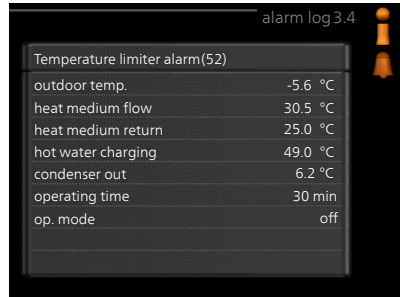 alarm log 3.4
Temperature limiter alarm(52)
outdoor temp. -5.6 °C
heat medium flow 30.5 °C
heat medium return 25.0 °C
hot water charging 49.0 °C
condenser out 6.2 °C
operating time 30 min
op. mode off